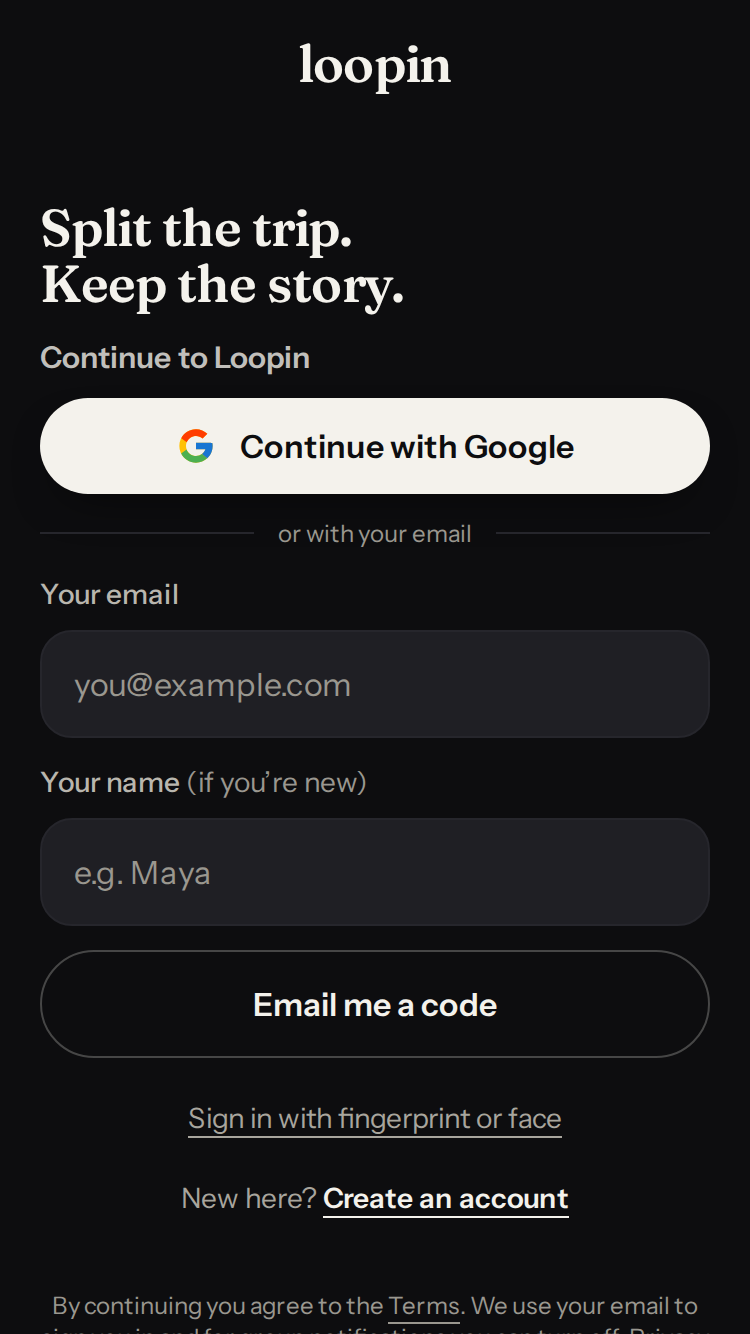 loopin
Split the trip.
Keep the story.
Continue to Loopin
Continue with Google
or with your email
Your email
you@example.com
Your name (if you’re new)
e.g. Maya
Email me a code
Sign in with fingerprint or face
New here? Create an account
By continuing you agree to the Terms. We use your email to